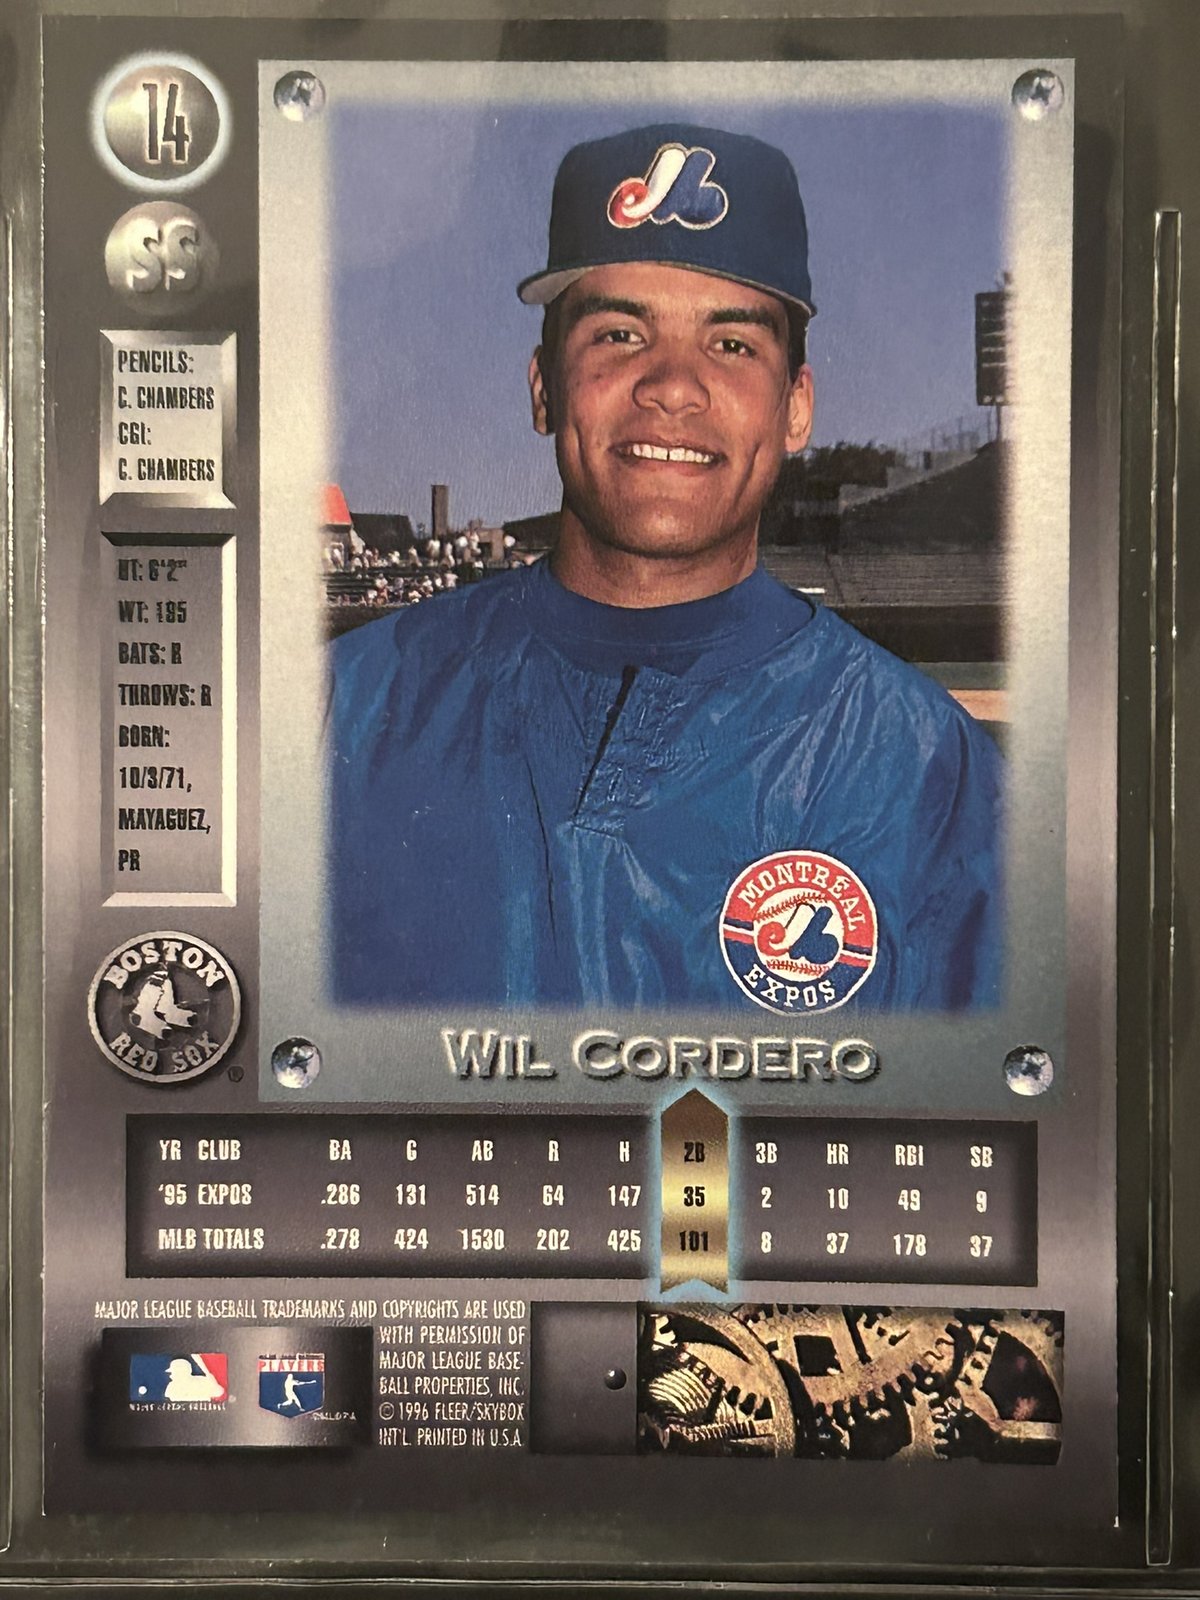 14
SS
PENCILS:
C. CHAMBERS
CGI:
C. CHAMBERS
HT: 6'2"
WT: 195
BATS: R
THROWS: R
BORN:
10/3/71,
MAYAGUEZ,
PR
BOSTON
RED SOX
®
MONTREAL
EXPOS
WIL CORDERO
YR CLUB BA G AB R H 2B 3B HR RBI SB
'95 EXPOS .286 131 514 64 147 35 2 10 49 9
MLB TOTALS .278 424 1530 202 425 101 8 37 178 37
MAJOR LEAGUE BASEBALL TRADEMARKS AND COPYRIGHTS ARE USED
WITH PERMISSION OF
MAJOR LEAGUE BASE-
BALL PROPERTIES, INC.
© 1996 FLEER/SKYBOX
INT'L. PRINTED IN U.S.A.
PLAYERS